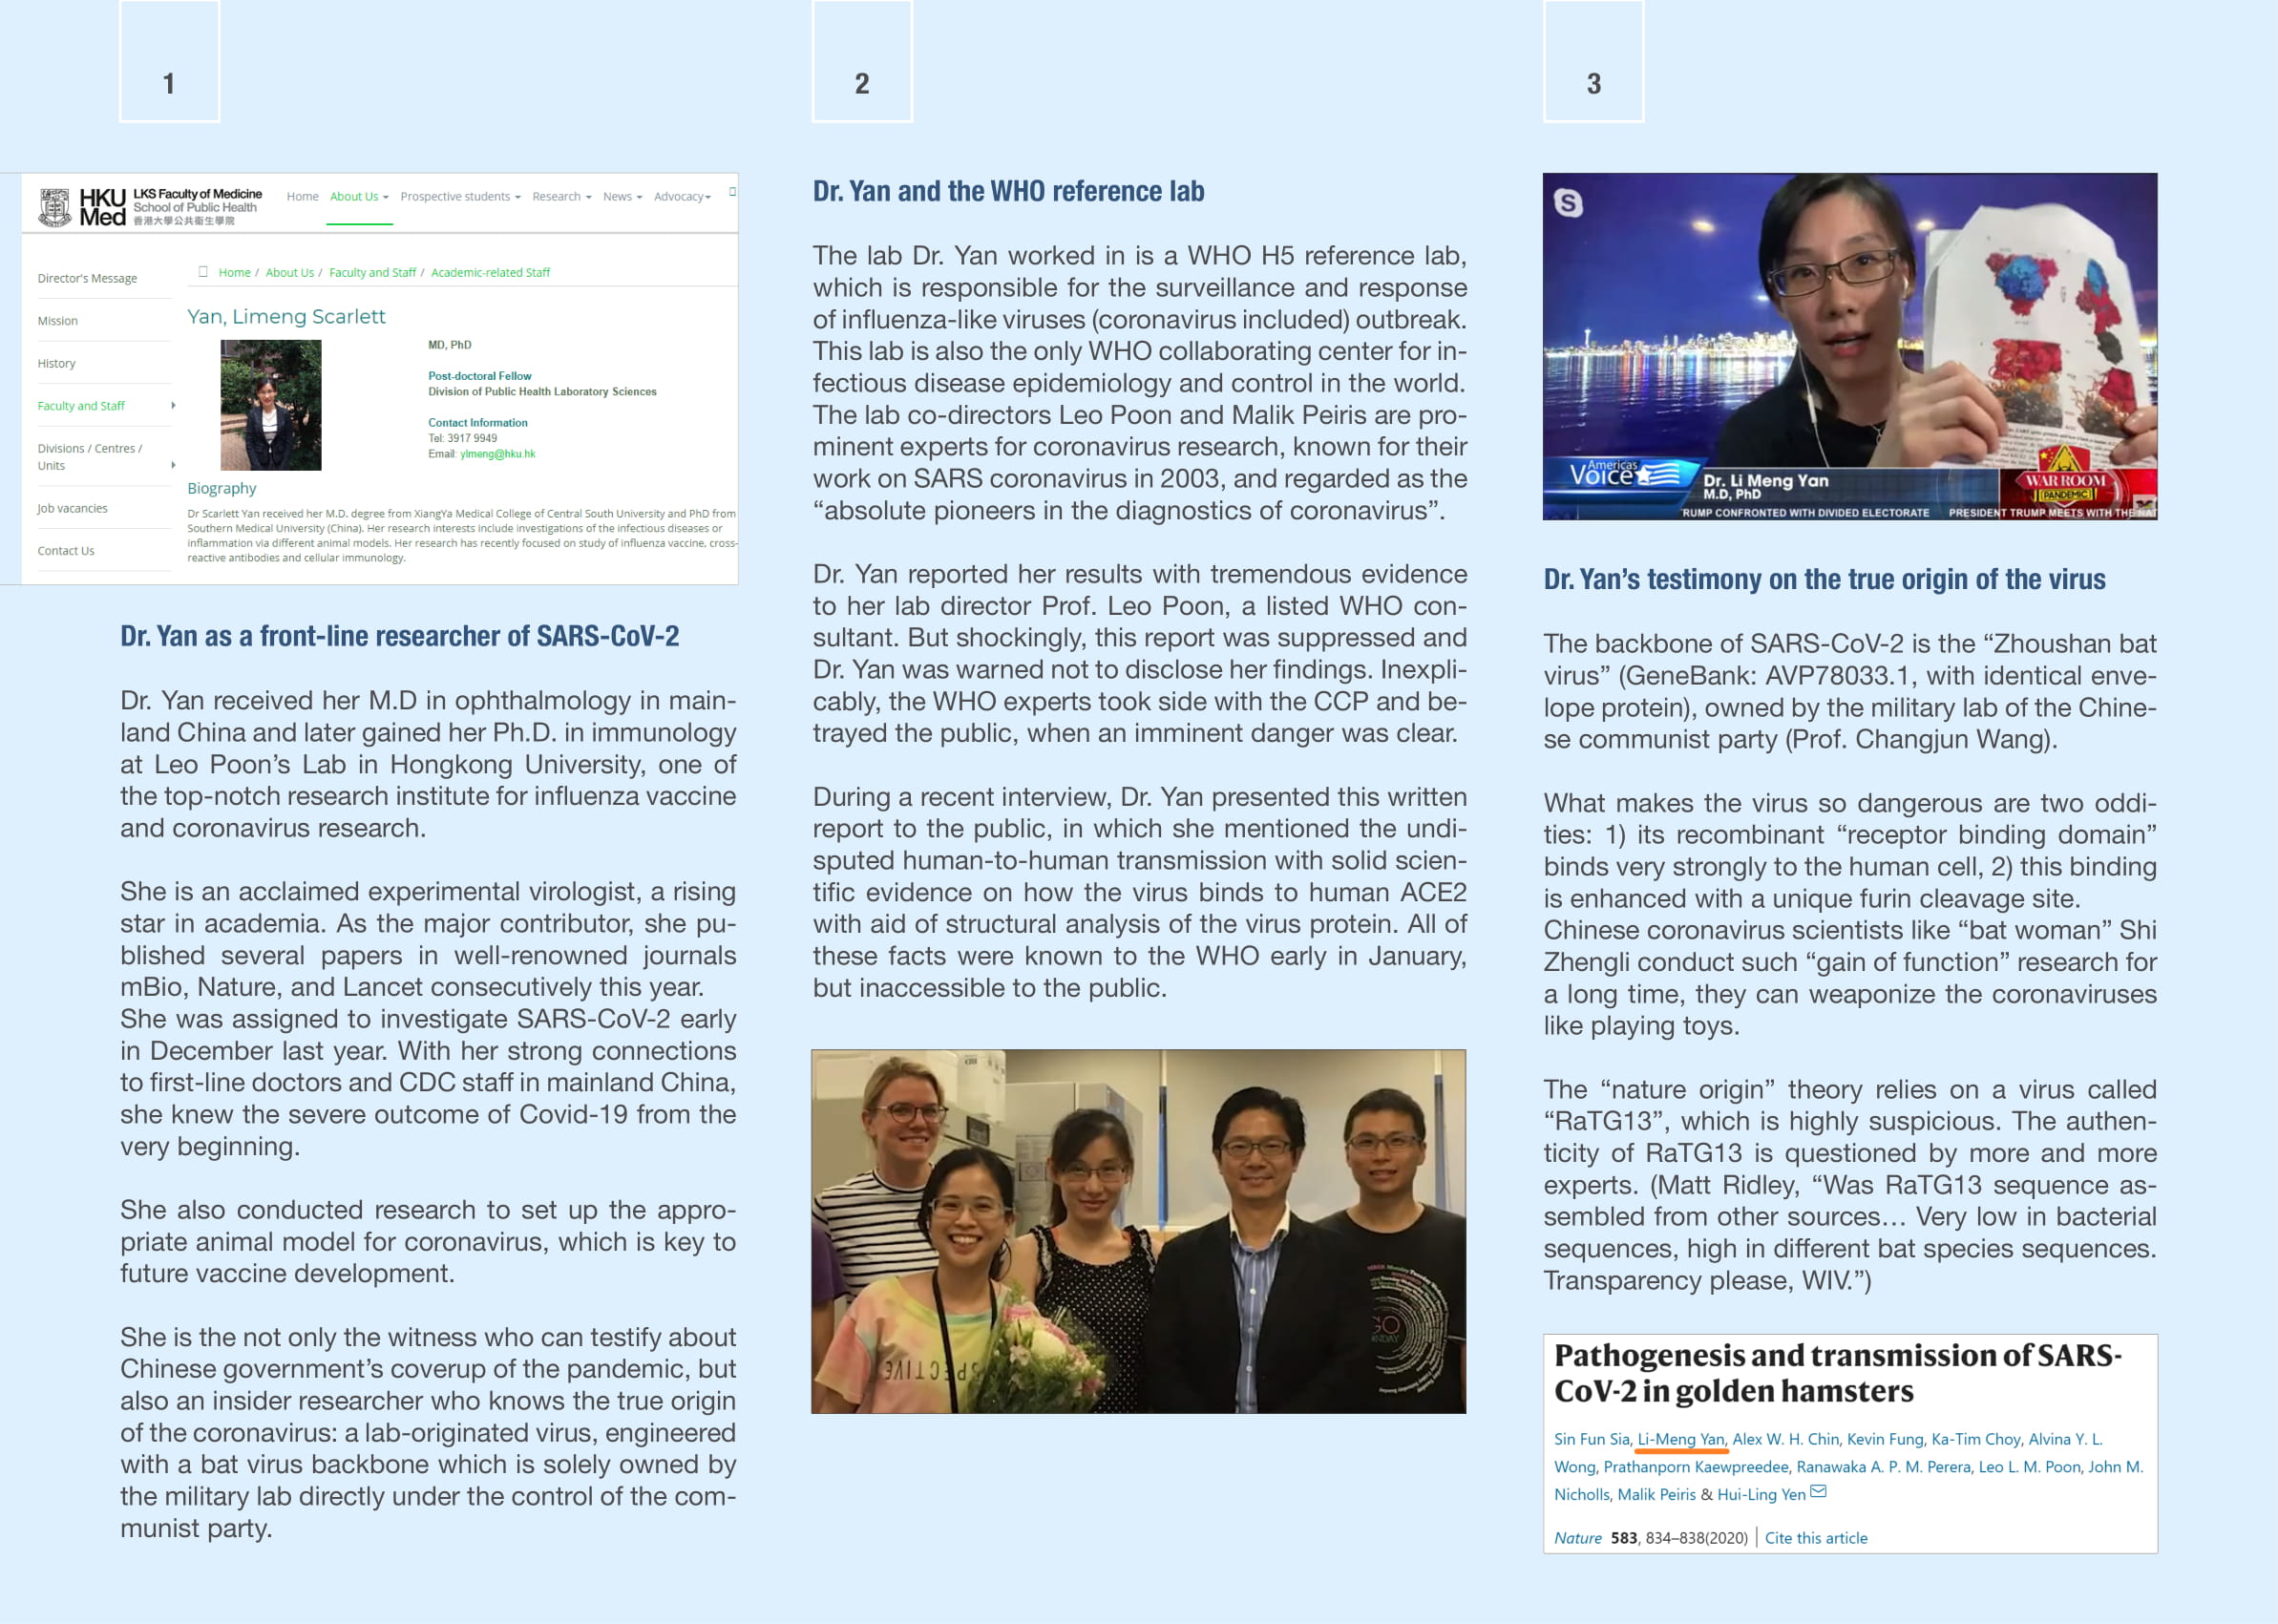 1
HKU
Med
LKS Faculty of Medicine
School of Public Health
香港大學公共衞生學院
Home
About Us
Prospective students
Research
News
Advocacy
Director's Message
Mission
History
Faculty and Staff
Divisions / Centres /
Units
Job vacancies
Contact Us
Home / About Us / Faculty and Staff / Academic-related Staff
Yan, Limeng Scarlett
MD, PhD
Post-doctoral Fellow
Division of Public Health Laboratory Sciences
Contact Information
Tel: 3917 9949
Email: ylmeng@hku.hk
Biography
Dr Scarlett Yan received her M.D. degree from XiangYa Medical College of Central South University and PhD from
Southern Medical University (China). Her research interests include investigations of the infectious diseases or
inflammation via different animal models. Her research has recently focused on study of influenza vaccine, cross-
reactive antibodies and cellular immunology.
Dr. Yan as a front-line researcher of SARS-CoV-2
Dr. Yan received her M.D in ophthalmology in main-
land China and later gained her Ph.D. in immunology
at Leo Poon's Lab in Hongkong University, one of
the top-notch research institute for influenza vaccine
and coronavirus research.
She is an acclaimed experimental virologist, a rising
star in academia. As the major contributor, she pu-
blished several papers in well-renowned journals
mBio, Nature, and Lancet consecutively this year.
She was assigned to investigate SARS-CoV-2 early
in December last year. With her strong connections
to first-line doctors and CDC staff in mainland China,
she knew the severe outcome of Covid-19 from the
very beginning.
She also conducted research to set up the appro-
priate animal model for coronavirus, which is key to
future vaccine development.
She is the not only the witness who can testify about
Chinese government's coverup of the pandemic, but
also an insider researcher who knows the true origin
of the coronavirus: a lab-originated virus, engineered
with a bat virus backbone which is solely owned by
the military lab directly under the control of the com-
munist party.
2
Dr. Yan and the WHO reference lab
The lab Dr. Yan worked in is a WHO H5 reference lab,
which is responsible for the surveillance and response
of influenza-like viruses (coronavirus included) outbreak.
This lab is also the only WHO collaborating center for in-
fectious disease epidemiology and control in the world.
The lab co-directors Leo Poon and Malik Peiris are pro-
minent experts for coronavirus research, known for their
work on SARS coronavirus in 2003, and regarded as the
“absolute pioneers in the diagnostics of coronavirus”.
Dr. Yan reported her results with tremendous evidence
to her lab director Prof. Leo Poon, a listed WHO con-
sultant. But shockingly, this report was suppressed and
Dr. Yan was warned not to disclose her findings. Inexpli-
cably, the WHO experts took side with the CCP and be-
trayed the public, when an imminent danger was clear.
During a recent interview, Dr. Yan presented this written
report to the public, in which she mentioned the undi-
sputed human-to-human transmission with solid scien-
tific evidence on how the virus binds to human ACE2
with aid of structural analysis of the virus protein. All of
these facts were known to the WHO early in January,
but inaccessible to the public.
3
S
Americas
Voice
Dr. Li Meng Yan
M.D, PhD
WAR ROOM
PANDEMIC
RUMP CONFRONTED WITH DIVIDED ELECTORATE
PRESIDENT TRUMP MEETS WITH THE NAT
Dr. Yan’s testimony on the true origin of the virus
The backbone of SARS-CoV-2 is the “Zhoushan bat
virus” (GeneBank: AVP78033.1, with identical enve-
lope protein), owned by the military lab of the Chine-
se communist party (Prof. Changjun Wang).
What makes the virus so dangerous are two oddi-
ties: 1) its recombinant “receptor binding domain”
binds very strongly to the human cell, 2) this binding
is enhanced with a unique furin cleavage site.
Chinese coronavirus scientists like “bat woman” Shi
Zhengli conduct such “gain of function” research for
a long time, they can weaponize the coronaviruses
like playing toys.
The “nature origin” theory relies on a virus called
“RaTG13”, which is highly suspicious. The authen-
ticity of RaTG13 is questioned by more and more
experts. (Matt Ridley, “Was RaTG13 sequence as-
sembled from other sources… Very low in bacterial
sequences, high in different bat species sequences.
Transparency please, WIV.”)
Pathogenesis and transmission of SARS-
CoV-2 in golden hamsters
Sin Fun Sia, Li-Meng Yan, Alex W. H. Chin, Kevin Fung, Ka-Tim Choy, Alvina Y. L.
Wong, Prathanporn Kaewpreedee, Ranawaka A. P. M. Perera, Leo L. M. Poon, John M.
Nicholls, Malik Peiris & Hui-Ling Yen
Nature 583, 834–838(2020) | Cite this article